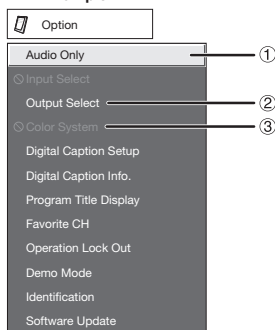 Option
Audio Only ①
Input Select
Output Select ②
Color System ③
Digital Caption Setup
Digital Caption Info.
Program Title Display
Favorite CH
Operation Lock Out
Demo Mode
Identification
Software Update